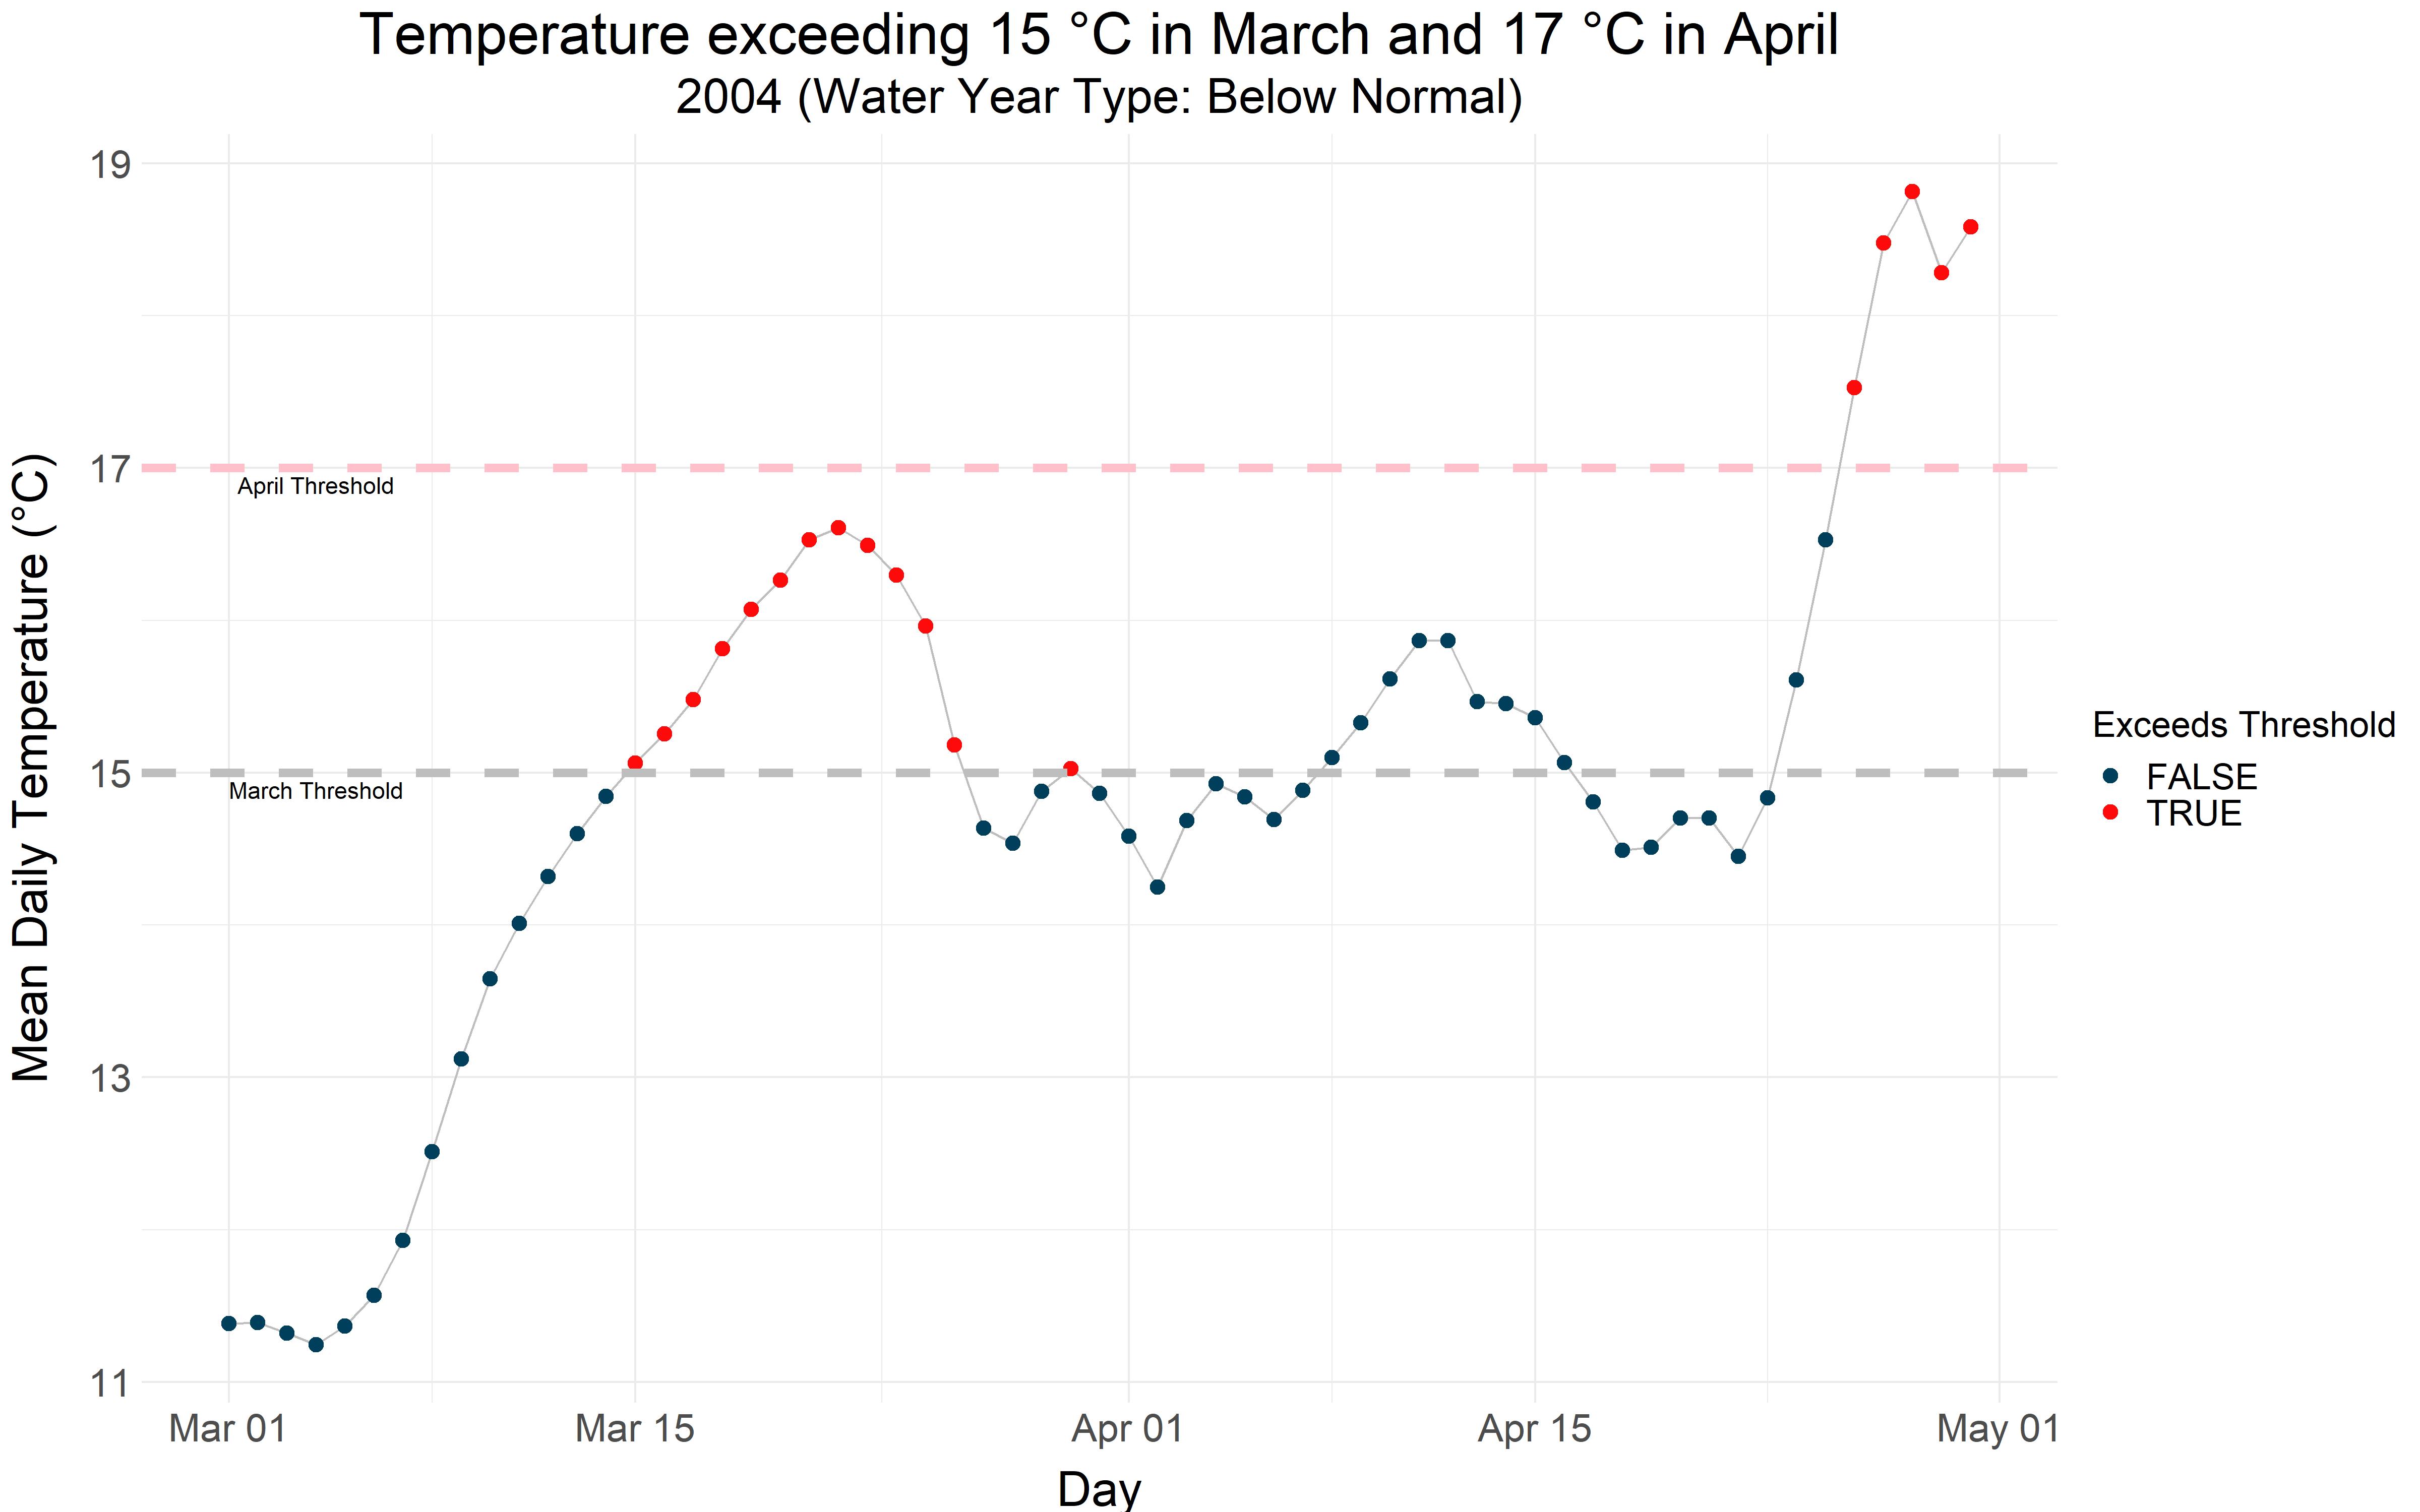 Temperature exceeding 15 °C in March and 17 °C in April
2004 (Water Year Type: Below Normal)
Mean Daily Temperature (°C)
19
17
15
13
11
April Threshold
March Threshold
Exceeds Threshold
FALSE
TRUE
Mar 01
Mar 15
Apr 01
Apr 15
May 01
Day